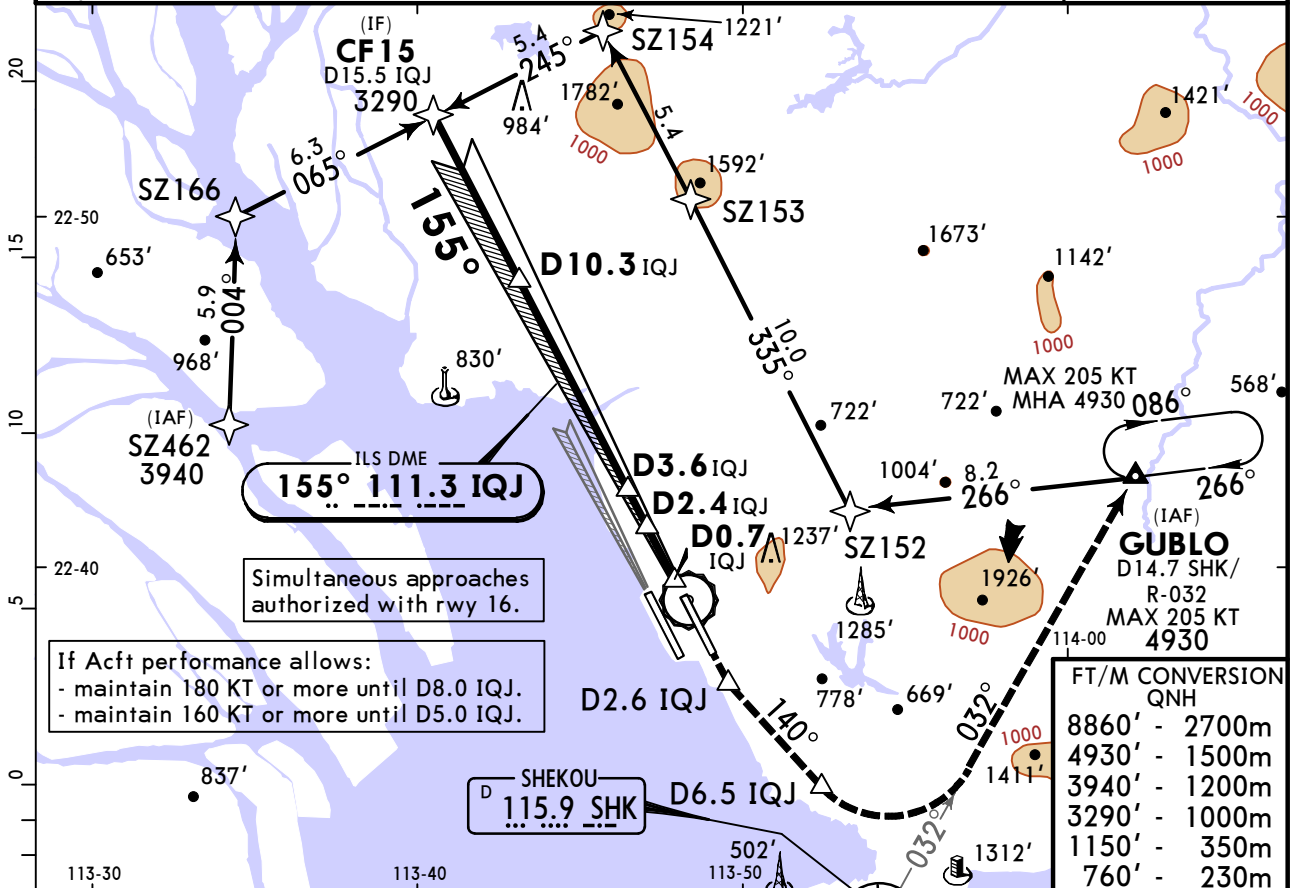 (IF)
CF15
D15.5 IQJ
3290
5.4
245°
SZ154
1221'
1782'
984'
1000
5.4
1592'
SZ153
1421'
1000
1000
20
6.3
065°
SZ166
22-50
15
653'
5.9
004°
968'
155°
D10.3 IQJ
1673'
1142'
1000
10.0
335°
830'
MAX 205 KT
MHA 4930
086°
568'
722'
722'
10
(IAF)
SZ462
3940
ILS DME
155° 111.3 IQJ
D3.6 IQJ
D2.4 IQJ
D0.7
IQJ
1237'
1004'
8.2
266°
266°
SZ152
(IAF)
GUBLO
D14.7 SHK/
R-032
MAX 205 KT
4930
22-40
5
Simultaneous approaches
authorized with rwy 16.
1926'
1000
1285'
114-00
If Acft performance allows:
- maintain 180 KT or more until D8.0 IQJ.
- maintain 160 KT or more until D5.0 IQJ.
D2.6 IQJ
778'
669'
140°
032°
1000
1411'
FT/M CONVERSION
QNH
8860' - 2700m
4930' - 1500m
3940' - 1200m
3290' - 1000m
1150' - 350m
760' - 230m
0
837'
SHEKOU
D 115.9 SHK
D6.5 IQJ
032°
502'
1312'
113-30
113-40
113-50